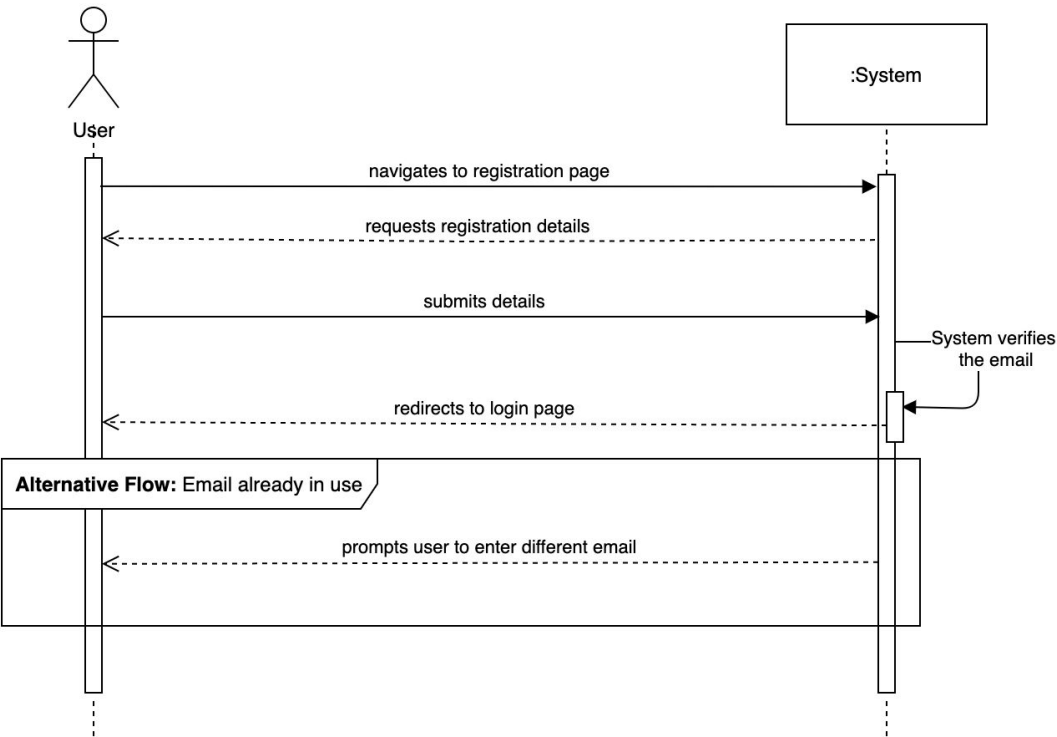 User
:System
navigates to registration page
requests registration details
submits details
System verifies
the email
redirects to login page
Alternative Flow: Email already in use
prompts user to enter different email